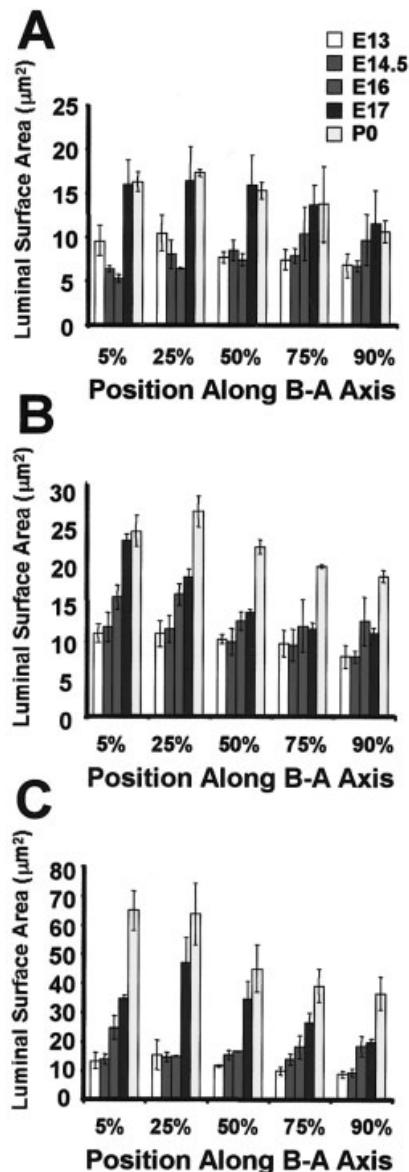 A
E13
E14.5
E16
E17
P0
Luminal Surface Area (μm²)
25
20
15
10
5
0
5% 25% 50% 75% 90%
Position Along B-A Axis
B
Luminal Surface Area (μm²)
30
25
20
15
10
5
0
5% 25% 50% 75% 90%
Position Along B-A Axis
C
Luminal Surface Area (μm²)
80
70
60
50
40
30
20
10
0
5% 25% 50% 75% 90%
Position Along B-A Axis